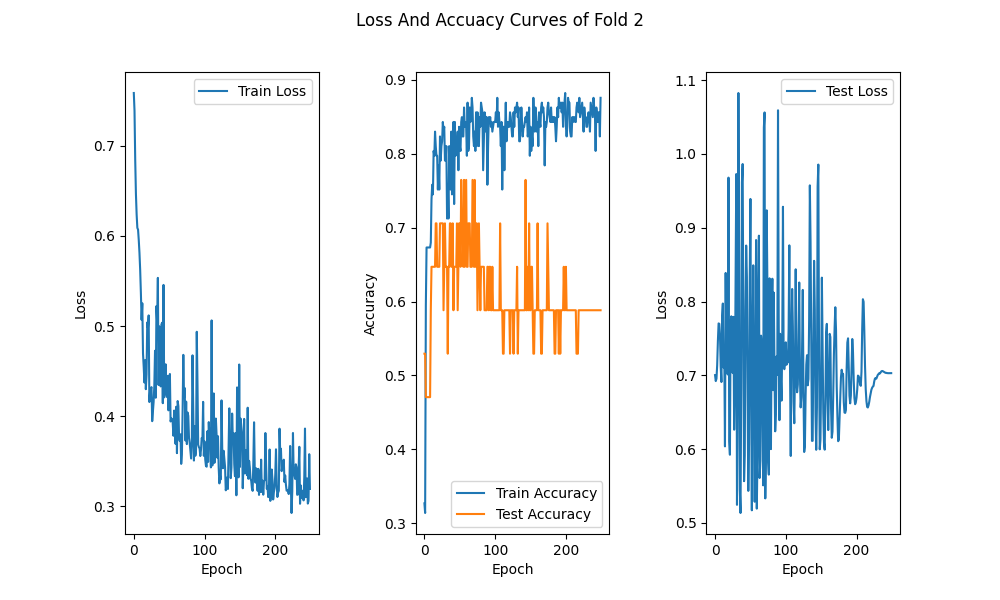 Loss And Accuacy Curves of Fold 2
Train Loss
0.7
0.6
0.5
0.4
0.3
Loss
0
100
200
Epoch
0.9
0.8
0.7
0.6
0.5
0.4
0.3
Accuracy
Train Accuracy
Test Accuracy
0
100
200
Epoch
Test Loss
1.1
1.0
0.9
0.8
0.7
0.6
0.5
Loss
0
100
200
Epoch